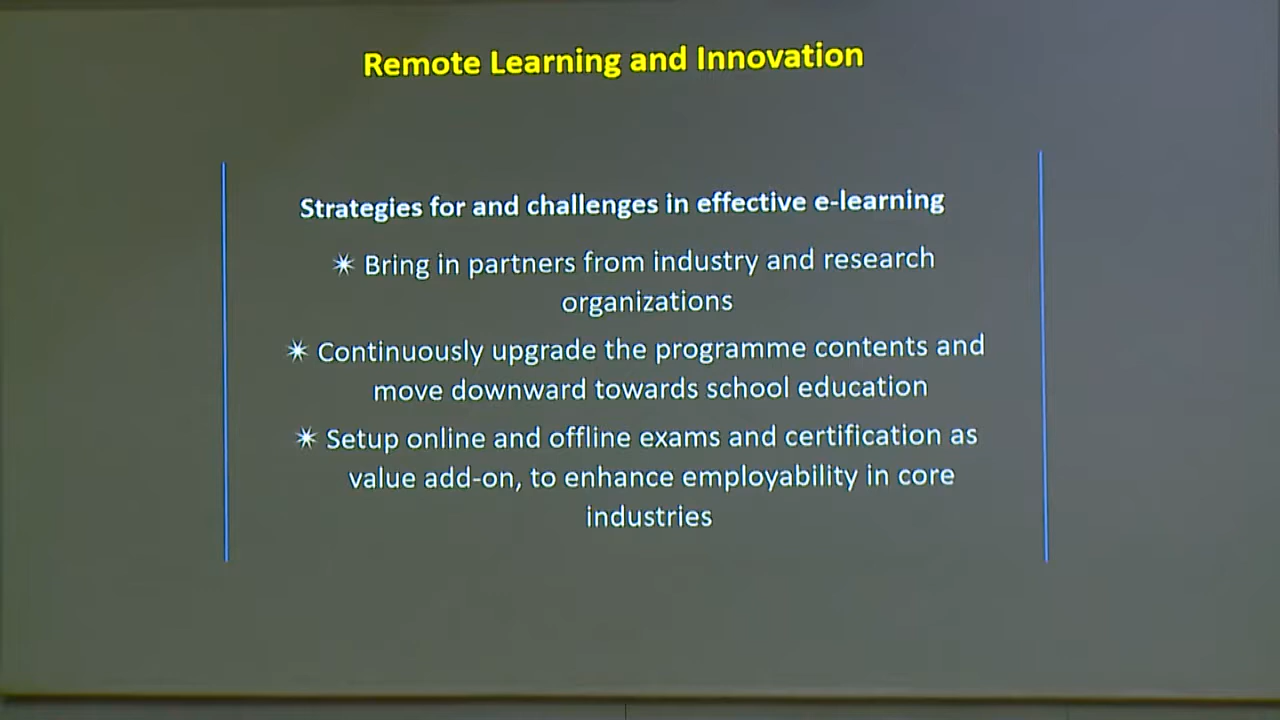 Remote Learning and Innovation
Strategies for and challenges in effective e-learning
✴ Bring in partners from industry and research
organizations
✴ Continuously upgrade the programme contents and
move downward towards school education
✴ Setup online and offline exams and certification as
value add-on, to enhance employability in core
industries